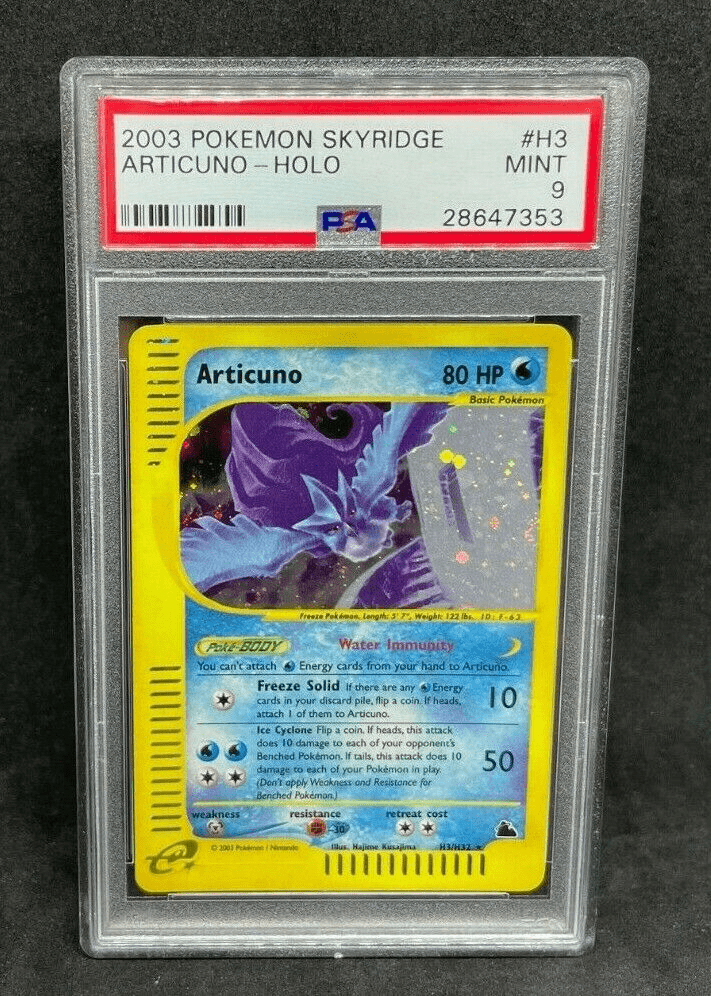 2003 POKEMON SKYRIDGE #H3
ARTICUNO - HOLO MINT
9
PSA 28647353
Articuno 80 HP
Basic Pokémon
Freeze Pokémon, Length: 5' 7", Weight: 122 lbs. ID: F-63
Poké-BODY Water Immunity
You can't attach Energy cards from your hand to Articuno.
Freeze Solid If there are any Energy
cards in your discard pile, flip a coin. If heads, 10
attach 1 of them to Articuno.
Ice Cyclone Flip a coin. If heads, this attack
does 10 damage to each of your opponent's
Benched Pokémon. If tails, this attack does 10 50
damage to each of your Pokémon in play.
(Don't apply Weakness and Resistance for
Benched Pokémon.)
weakness resistance retreat cost
-30
© 2003 Pokémon / Nintendo Illus. Hajime Kusajima H3/H32 ★
e